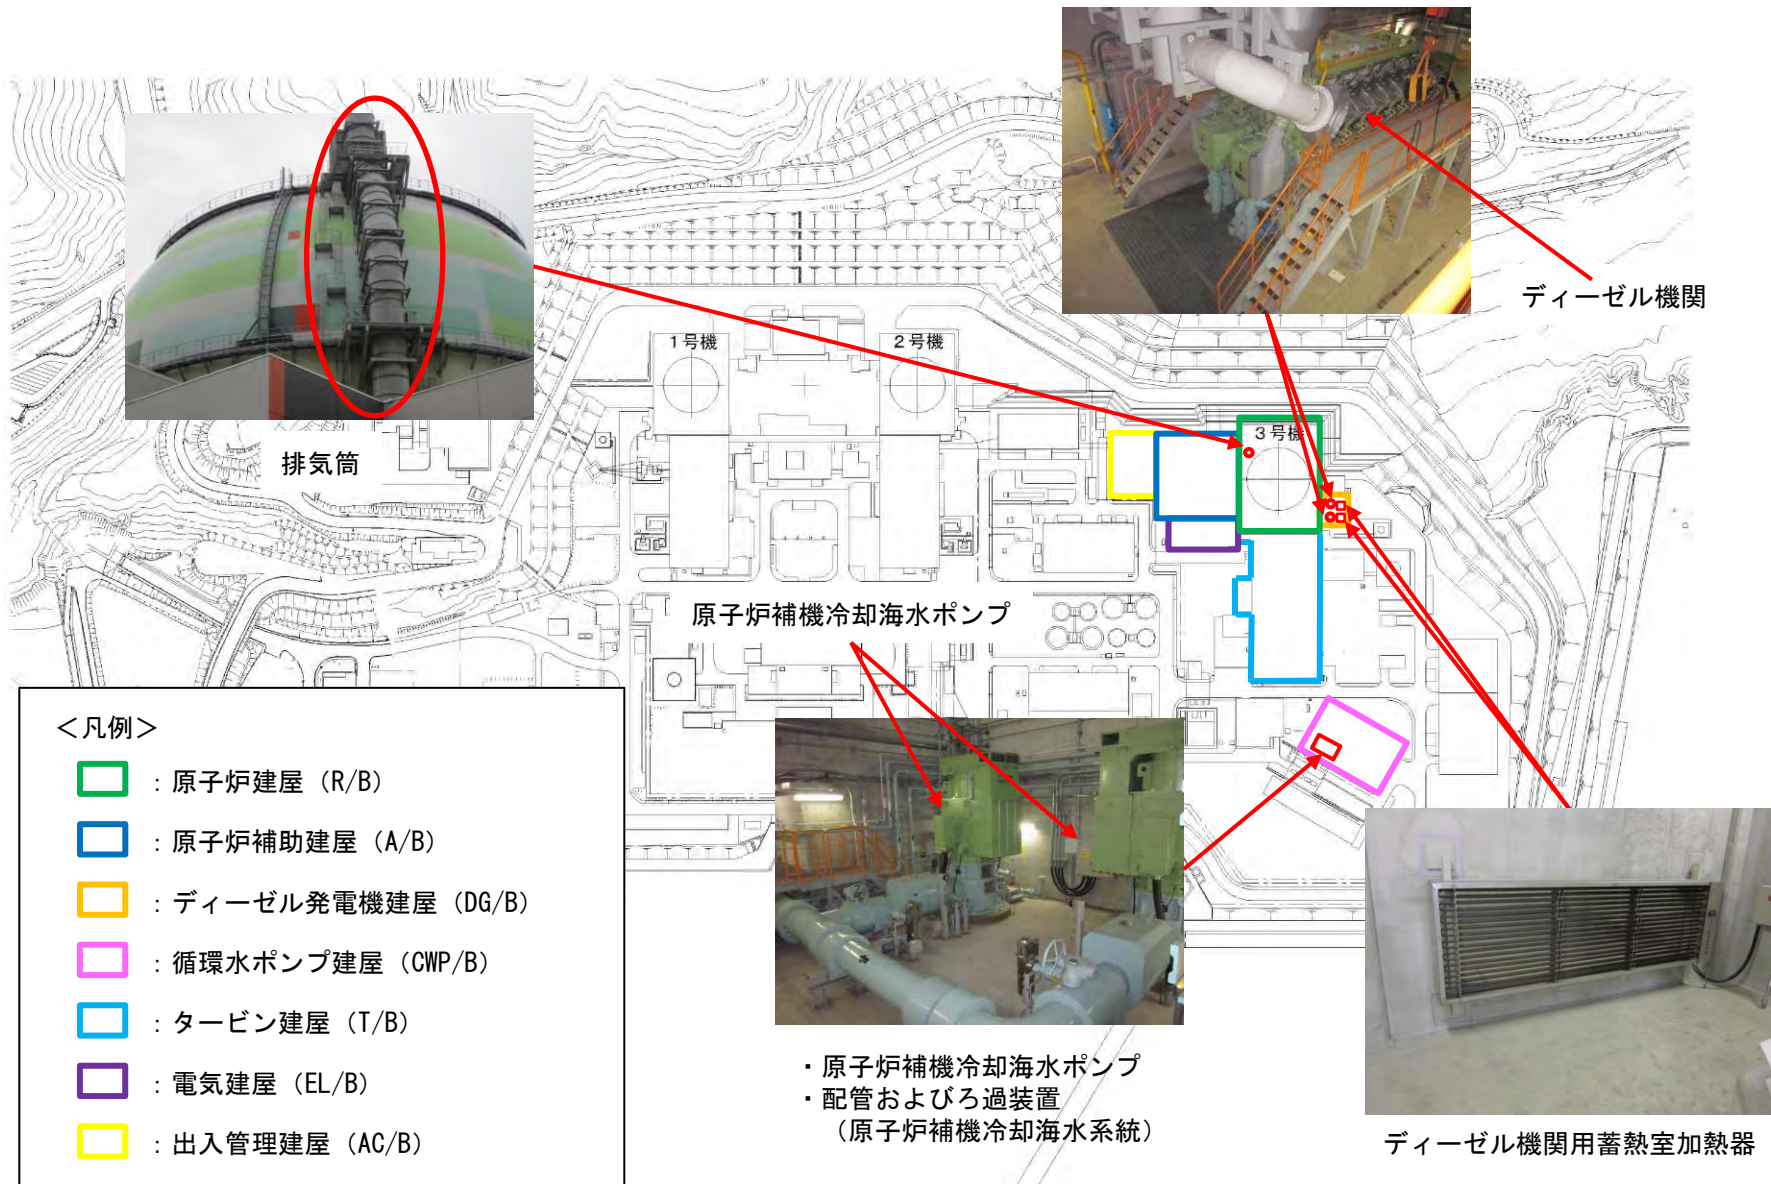 ディーゼル機関
1号機
2号機
3号機
排気筒
原子炉補機冷却海水ポンプ
＜凡例＞
：原子炉建屋（R/B）
：原子炉補助建屋（A/B）
：ディーゼル発電機建屋（DG/B）
：循環水ポンプ建屋（CWP/B）
：タービン建屋（T/B）
：電気建屋（EL/B）
：出入管理建屋（AC/B）
・原子炉補機冷却海水ポンプ
・配管およびろ過装置
（原子炉補機冷却海水系統）
ディーゼル機関用蓄熱室加熱器